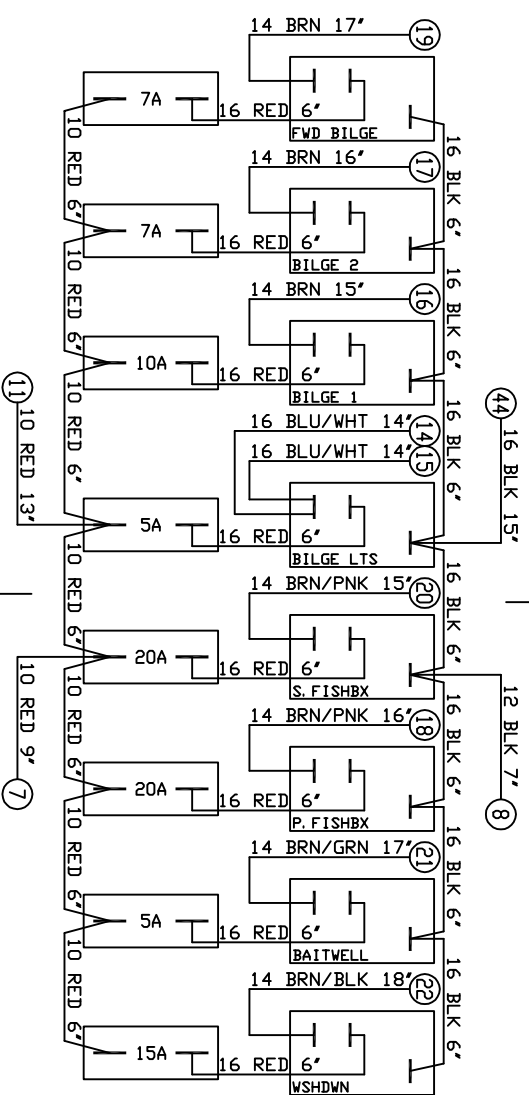 14 BRN 17"
19
7A
16 RED 6"
FWD BILGE
10 RED 6"
16 BLK 6"
14 BRN 16"
17
7A
16 RED 6"
BILGE 2
10 RED 6"
16 BLK 6"
14 BRN 15"
16
10A
16 RED 6"
BILGE 1
11
10 RED 13"
10 RED 6"
16 BLK 6"
44
16 BLK 15"
16 BLU/WHT 14"
14
16 BLU/WHT 14"
15
5A
16 RED 6"
BILGE LTS
10 RED 6"
16 BLK 6"
14 BRN/PNK 15"
20
20A
16 RED 6"
S. FISHBX
10 RED 9"
7
10 RED 6"
16 BLK 6"
12 BLK 7"
8
14 BRN/PNK 16"
18
20A
16 RED 6"
P. FISHBX
10 RED 6"
16 BLK 6"
14 BRN/GRN 17"
21
5A
16 RED 6"
BAITWELL
10 RED 6"
16 BLK 6"
14 BRN/BLK 18"
22
15A
16 RED 6"
WSHDWN